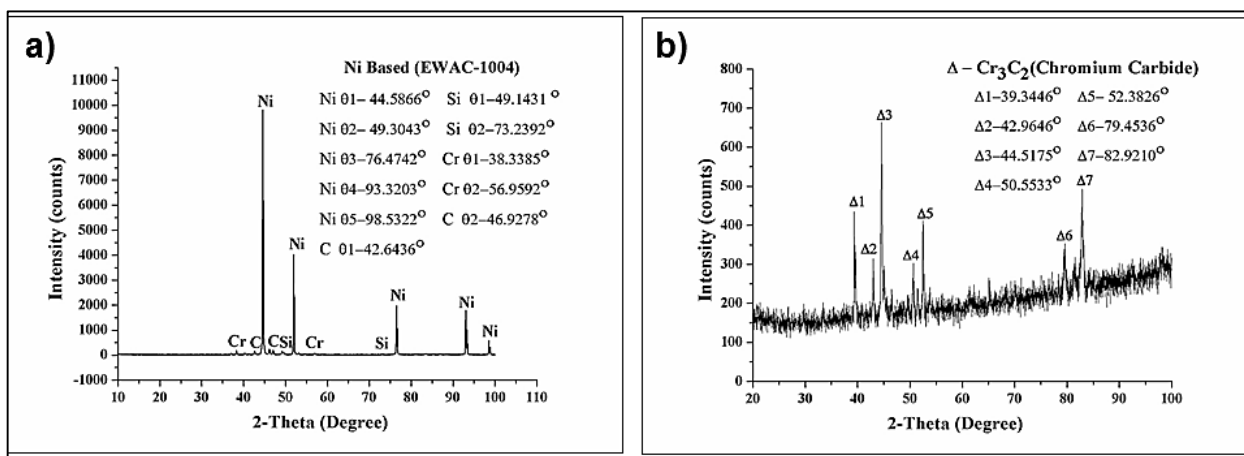 a)
Ni Based (EWAC-1004)
Ni θ1- 44.5866° Si θ1-49.1431 °
Ni θ2- 49.3043° Si θ2-73.2392°
Ni θ3-76.4742° Cr θ1-38.3385°
Ni θ4-93.3203° Cr θ2-56.9592°
Ni θ5-98.5322° C θ2-46.9278°
C θ1-42.6436°
Intensity (counts)
11000
10000
9000
8000
7000
6000
5000
4000
3000
2000
1000
0
-1000
Ni
Ni
Ni
Ni
Ni
Cr C C Si Cr Si
10 20 30 40 50 60 70 80 90 100 110
2-Theta (Degree)
b)
Δ – Cr₃C₂(Chromium Carbide)
Δ1–39.3446° Δ5– 52.3826°
Δ2–42.9646° Δ6–79.4536°
Δ3–44.5175° Δ7–82.9210°
Δ4–50.5533°
Intensity (counts)
800
700
600
500
400
300
200
100
0
Δ3
Δ1
Δ7
Δ5
Δ2
Δ4
Δ6
20 30 40 50 60 70 80 90 100
2-Theta (Degree)